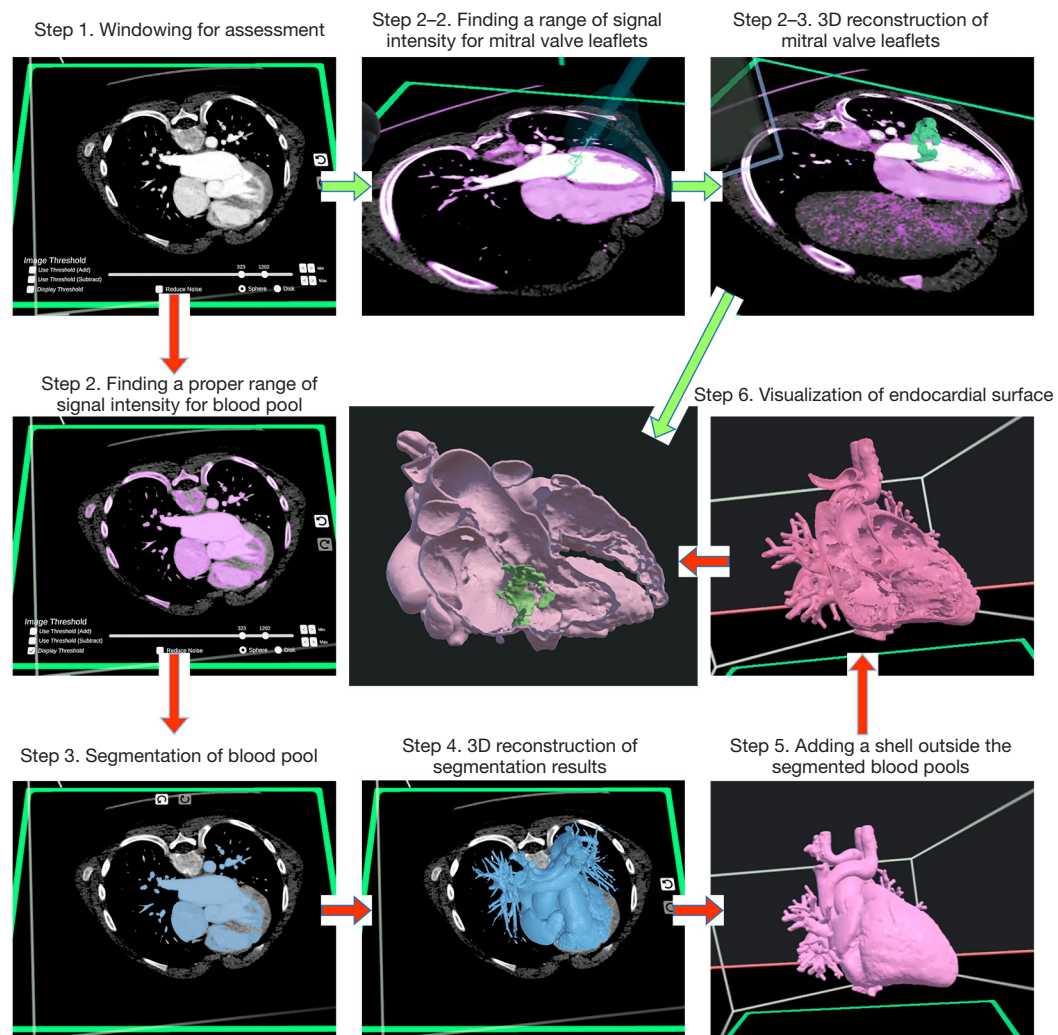 Step 1. Windowing for assessment
Step 2–2. Finding a range of signal
intensity for mitral valve leaflets
Step 2–3. 3D reconstruction of
mitral valve leaflets
Image Threshold
Use Threshold (Add)
Use Threshold (Subtract)
Display Threshold
323 1202
Min
Max
Reduce Noise
Sphere Disk
Step 2. Finding a proper range of
signal intensity for blood pool
Step 6. Visualization of endocardial surface
Image Threshold
Use Threshold (Add)
Use Threshold (Subtract)
Display Threshold
323 1202
Min
Max
Reduce Noise
Sphere Disk
Step 3. Segmentation of blood pool
Step 4. 3D reconstruction of
segmentation results
Step 5. Adding a shell outside the
segmented blood pools